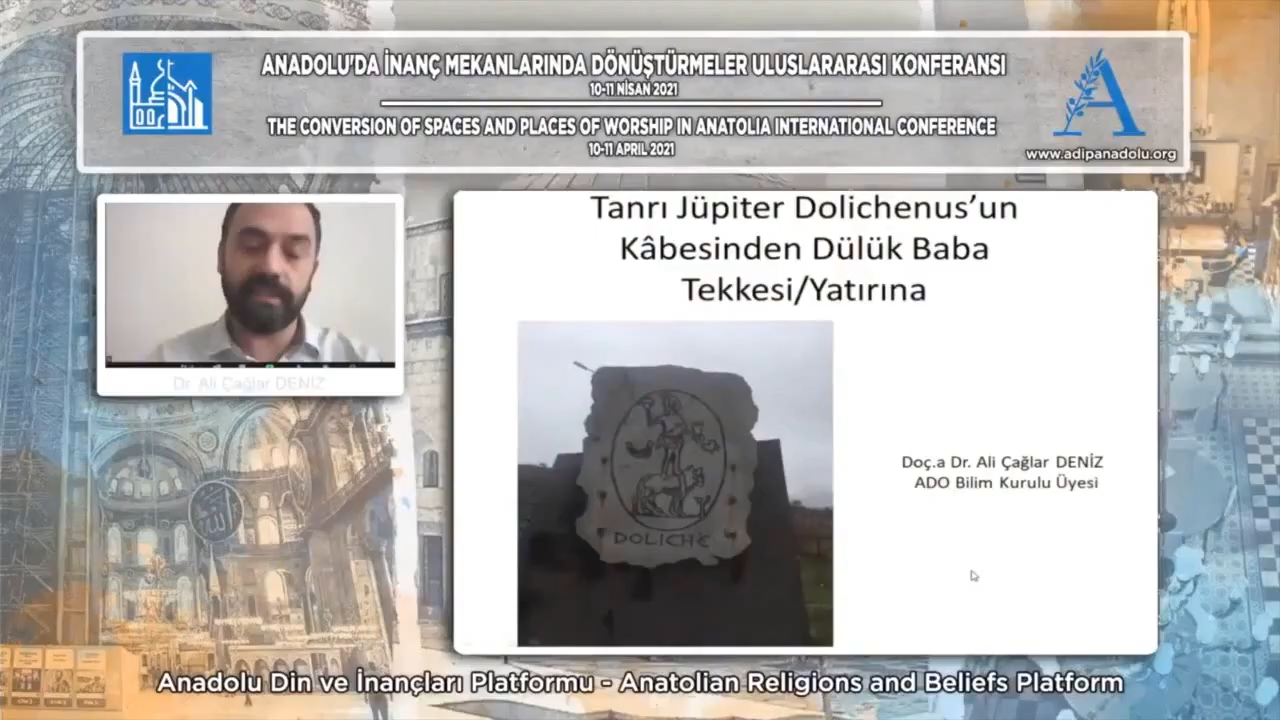 ANADOLU'DA İNANÇ MEKANLARINDA DÖNÜŞTÜRMELER ULUSLARARASI KONFERANSI
10-11 NİSAN 2021
THE CONVERSION OF SPACES AND PLACES OF WORSHIP IN ANATOLIA INTERNATIONAL CONFERENCE
10-11 APRIL 2021
www.adipanadolu.org
Tanrı Jüpiter Dolichenus'un
Kâbesinden Dülük Baba
Tekkesi/Yatırına
Dr. Ali Çağlar DENİZ
Doç.a Dr. Ali Çağlar DENİZ
ADO Bilim Kurulu Üyesi
DOLICHE
Anadolu Din ve İnançları Platformu - Anatolian Religions and Beliefs Platform